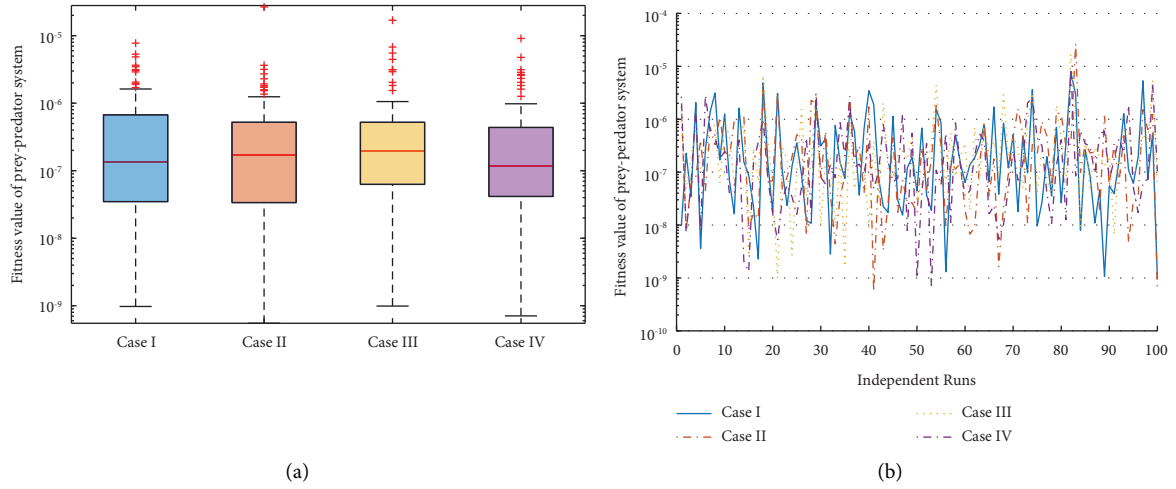 Fitness value of prey-predator system
10-5
10-6
10-7
10-8
10-9
Case I Case II Case III Case IV
(a)
Fitness value of prey-perdator system
10-4
10-5
10-6
10-7
10-8
10-9
10-10
0 10 20 30 40 50 60 70 80 90 100
Independent Runs
Case I
Case II
Case III
Case IV
(b)